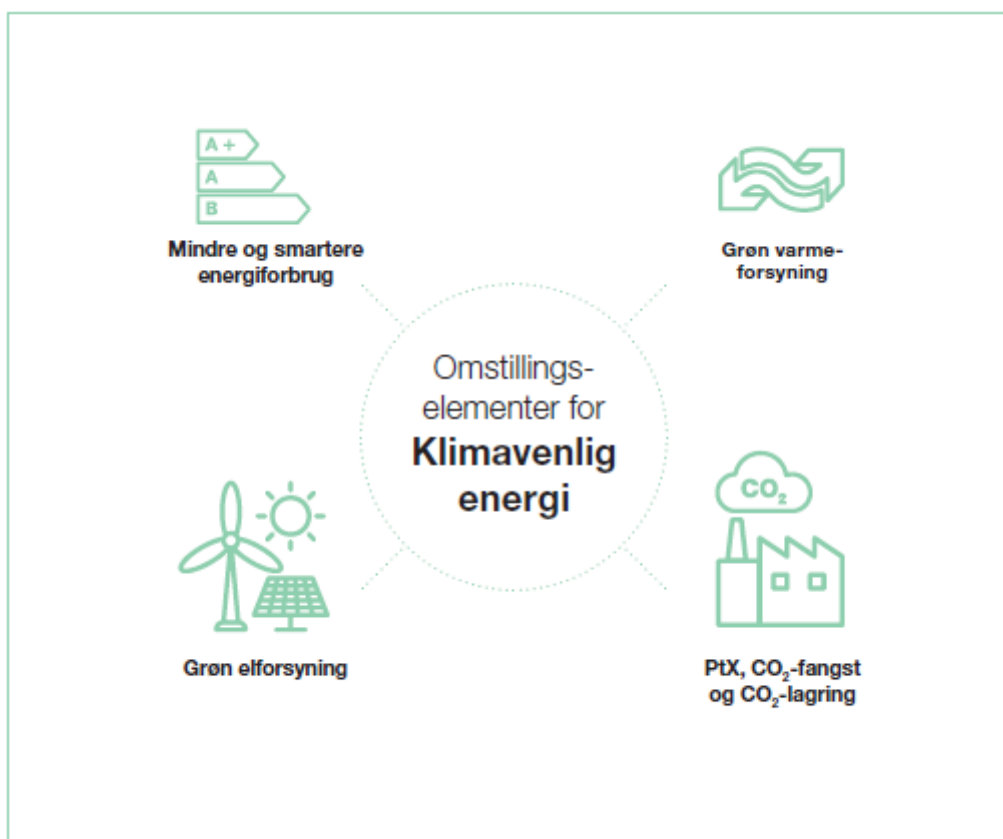 A +
A
B
Mindre og smartere
energiforbrug
Grøn varme-
forsyning
Omstillings-
elementer for
Klimavenlig
energi
Grøn elforsyning
CO₂
PtX, CO₂-fangst
og CO₂-lagring